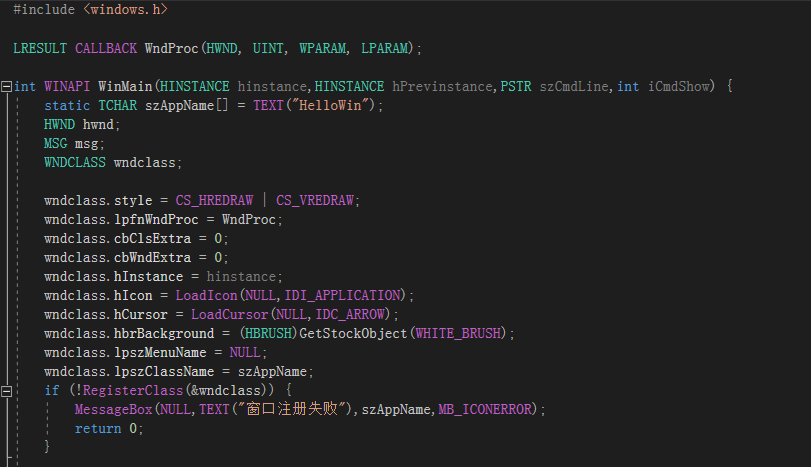 #include <windows.h>
LRESULT CALLBACK WndProc(HWND, UINT, WPARAM, LPARAM);
int WINAPI WinMain(HINSTANCE hinstance,HINSTANCE hPrevinstance,PSTR szCmdLine,int iCmdShow) {
static TCHAR szAppName[] = TEXT("HelloWin");
HWND hwnd;
MSG msg;
WNDCLASS wndclass;
wndclass.style = CS_HREDRAW | CS_VREDRAW;
wndclass.lpfnWndProc = WndProc;
wndclass.cbClsExtra = 0;
wndclass.cbWndExtra = 0;
wndclass.hInstance = hinstance;
wndclass.hIcon = LoadIcon(NULL,IDI_APPLICATION);
wndclass.hCursor = LoadCursor(NULL,IDC_ARROW);
wndclass.hbrBackground = (HBRUSH)GetStockObject(WHITE_BRUSH);
wndclass.lpszMenuName = NULL;
wndclass.lpszClassName = szAppName;
if (!RegisterClass(&wndclass)) {
MessageBox(NULL,TEXT("窗口注册失败"),szAppName,MB_ICONERROR);
return 0;
}